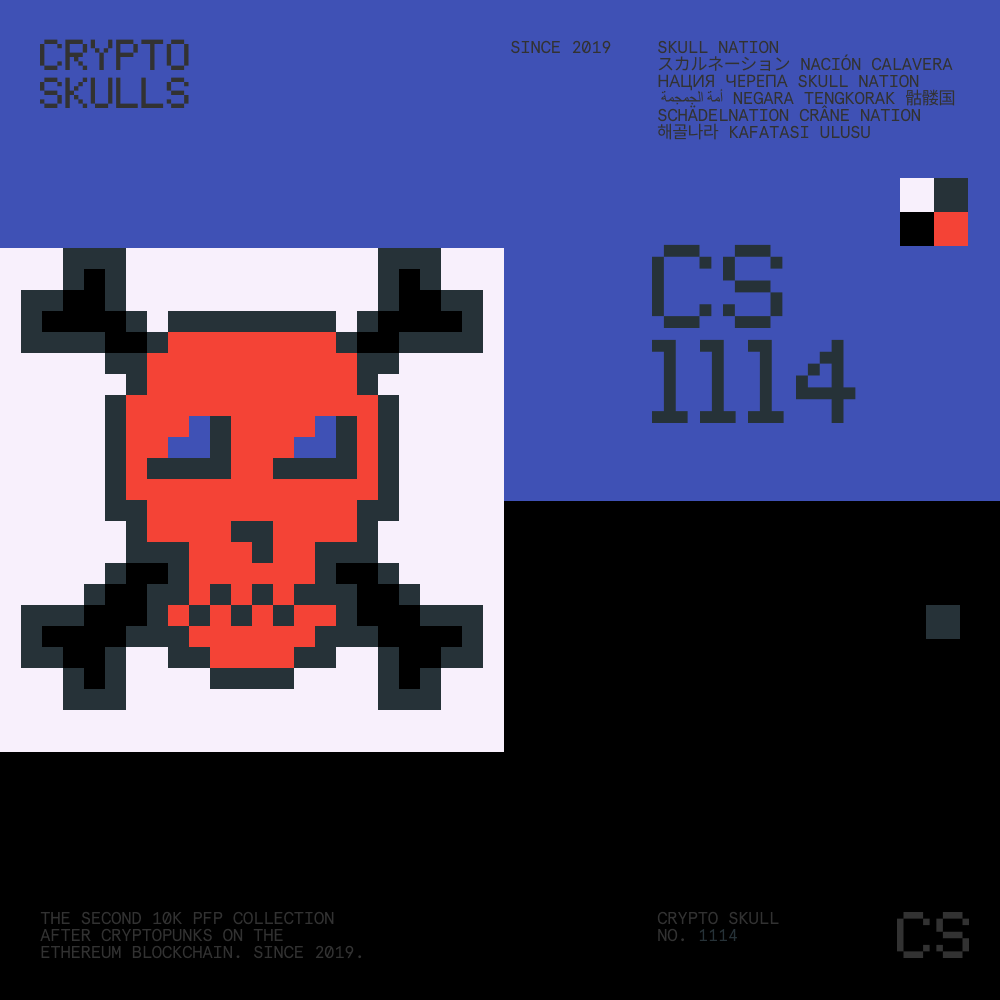 CRYPTO
SKULLS
SINCE 2019
SKULL NATION
スカルネーション NACIÓN CALAVERA
НАЦИЯ ЧЕРЕПА SKULL NATION
أمة الجمجمة NEGARA TENGKORAK 骷髅国
SCHÄDELNATION CRÂNE NATION
해골나라 KAFATASI ULUSU
CS
1114
THE SECOND 10K PFP COLLECTION
AFTER CRYPTOPUNKS ON THE
ETHEREUM BLOCKCHAIN. SINCE 2019.
CRYPTO SKULL
NO. 1114
CS